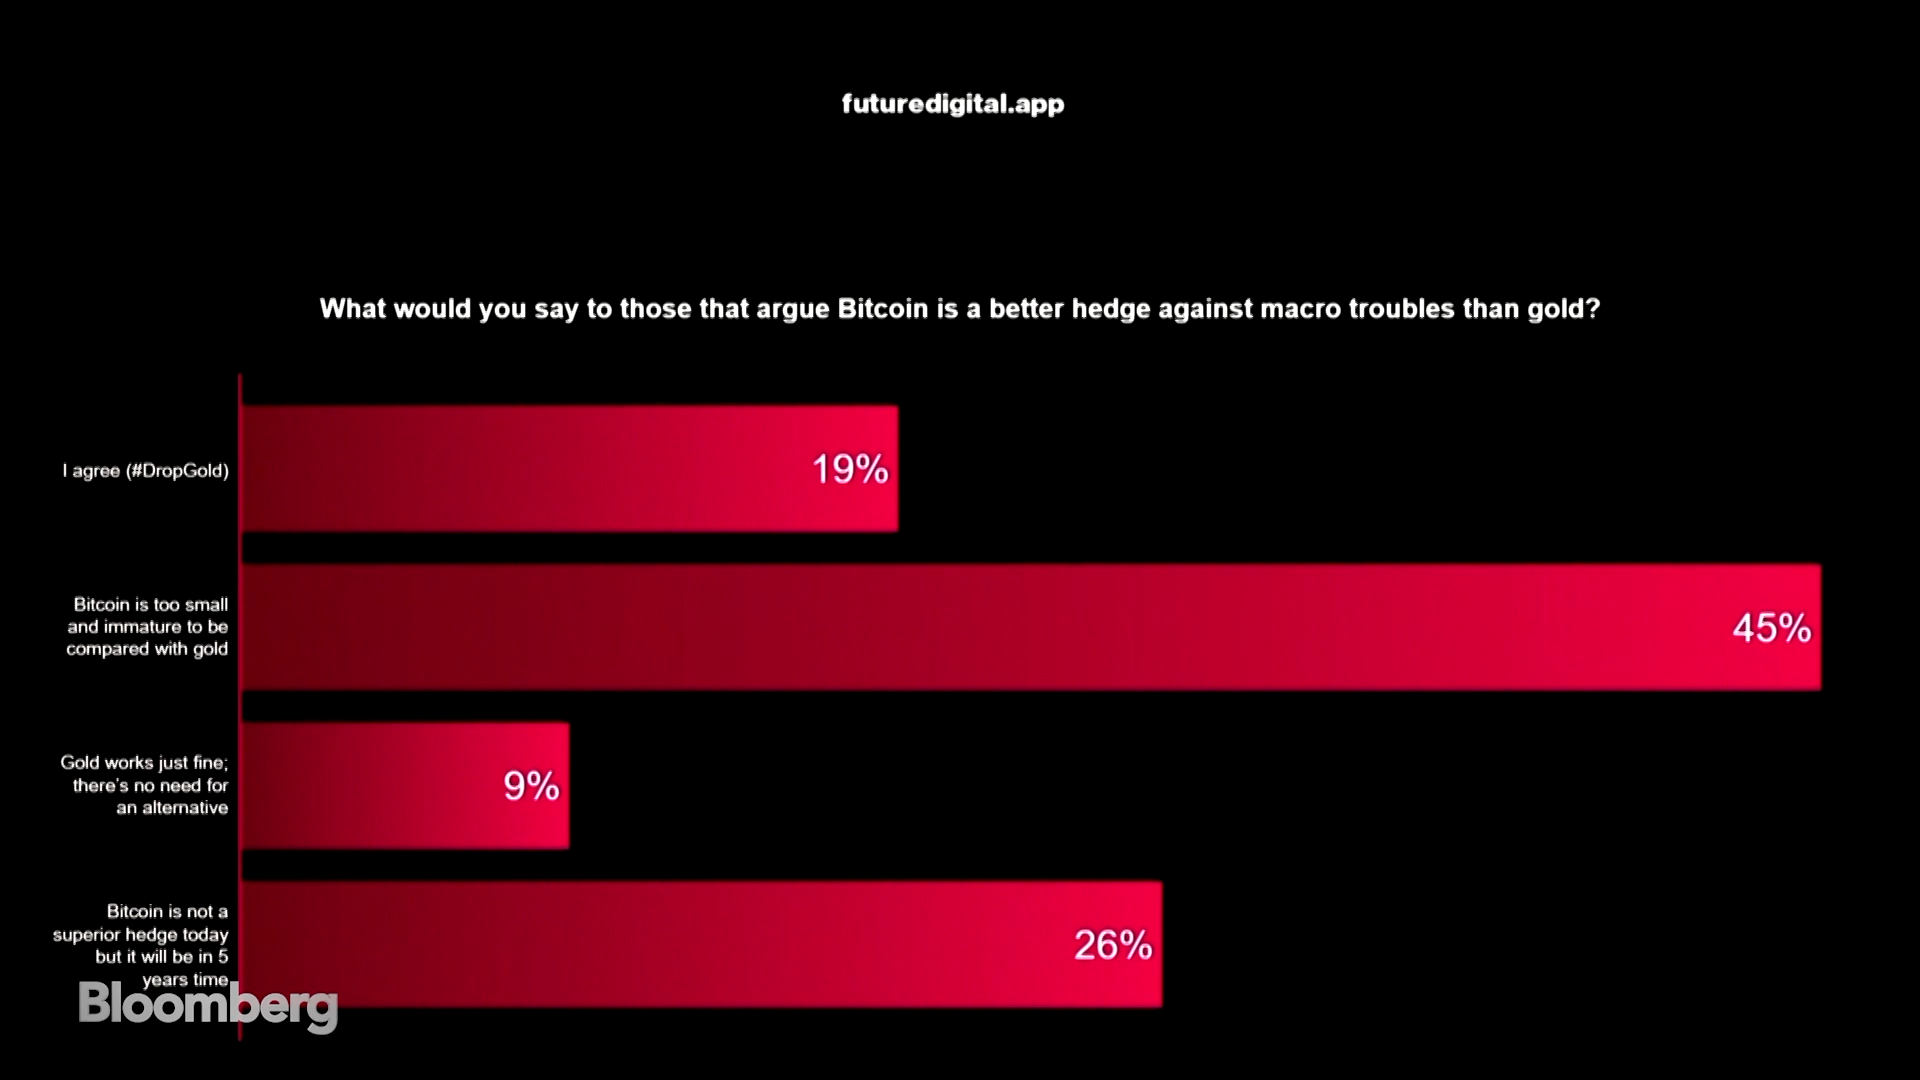 futuredigital.app
What would you say to those that argue Bitcoin is a better hedge against macro troubles than gold?
I agree (#DropGold)
19%
Bitcoin is too small
and immature to be
compared with gold
45%
Gold works just fine;
there's no need for
an alternative
9%
Bitcoin is not a
superior hedge today
but it will be in 5
years time
26%
Bloomberg